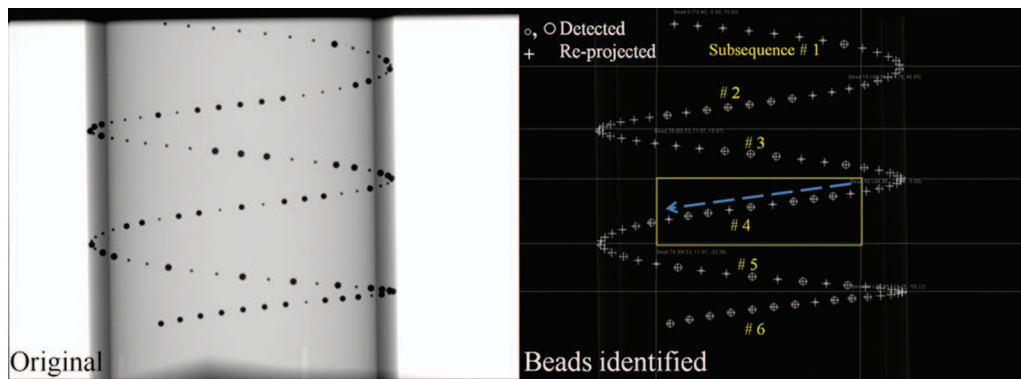 ○, ○ Detected
+ Re-projected
Subsequence # 1
# 2
# 3
# 4
# 5
# 6
Original
Beads identified